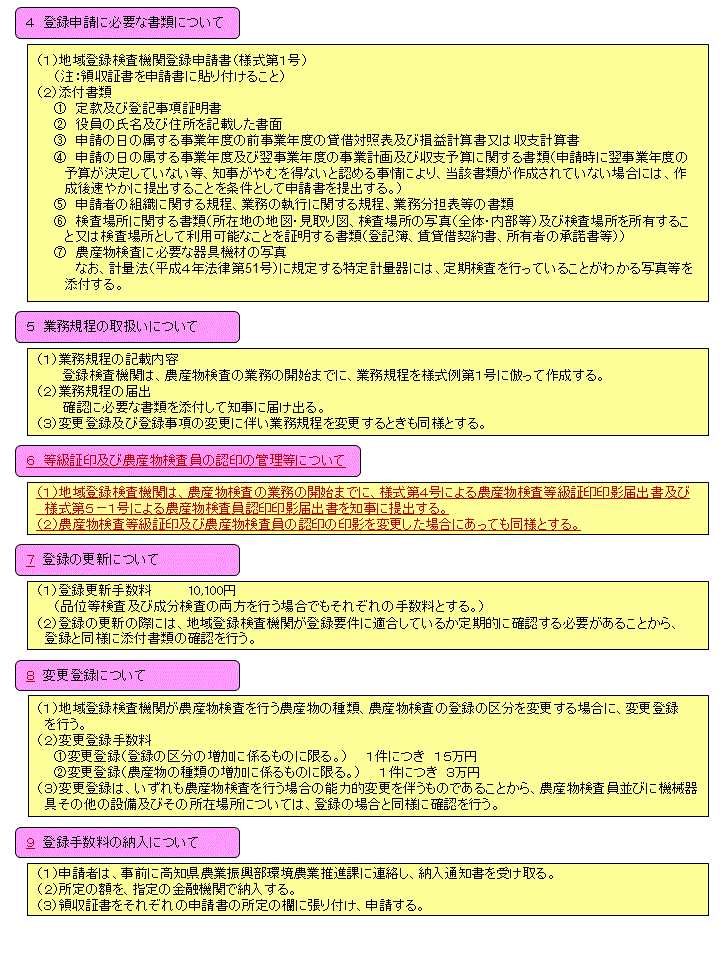 ４　登録申請に必要な書類について
（１）地域登録検査機関登録申請書（様式第１号）
（注：領収証書を申請書に貼り付けること）
（２）添付書類
①　定款及び登記事項証明書
②　役員の氏名及び住所を記載した書面
③　申請の日の属する事業年度の前事業年度の貸借対照表及び損益計算書又は収支計算書
④　申請の日の属する事業年度及び翌事業年度の事業計画及び収支予算に関する書類（申請時に翌事業年度の
予算が決定していない等、知事がやむを得ないと認める事情により、当該書類が作成されていない場合には、作
成後速やかに提出することを条件として申請書を提出する。）
⑤　申請者の組織に関する規程、業務の執行に関する規程、業務分担表等の書類
⑥　検査場所に関する書類（所在地の地図・見取り図、検査場所の写真（全体・内部等）及び検査場所を所有するこ
と又は検査場所として利用可能なことを証明する書類（登記簿、賃貸借契約書、所有者の承諾書等））
⑦　農産物検査に必要な器具機材の写真
なお、計量法（平成４年法律第51号）に規定する特定計量器には、定期検査を行っていることがわかる写真等を
添付する。
５　業務規程の取扱いについて
（１）業務規程の記載内容
登録検査機関は、農産物検査の業務の開始までに、業務規程を様式例第１号に倣って作成する。
（２）業務規程の届出
確認に必要な書類を添付して知事に届け出る。
（３）変更登録及び登録事項の変更に伴い業務規程を変更するときも同様とする。
６　等級証印及び農産物検査員の認印の管理等について
（１）地域登録検査機関は、農産物検査の業務の開始までに、様式第４号による農産物検査等級証印印影届出書及び
様式第５－１号による農産物検査員認印印影届出書を知事に提出する。
（２）農産物検査等級証印及び農産物検査員の認印の印影を変更した場合にあっても同様とする。
７　登録の更新について
（１）登録更新手数料　　　10,100円
（品位等検査及び成分検査の両方を行う場合でもそれぞれの手数料とする。）
（２）登録の更新の際には、地域登録検査機関が登録要件に適合しているか定期的に確認する必要があることから、
登録と同様に添付書類の確認を行う。
８　変更登録について
（１）地域登録検査機関が農産物検査を行う農産物の種類、農産物検査の登録の区分を変更する場合に、変更登録
を行う。
（２）変更登録手数料
①変更登録（登録の区分の増加に係るものに限る。）　１件につき　１５万円
②変更登録（農産物の種類の増加に係るものに限る。）　１件につき　３万円
（３）変更登録は、いずれも農産物検査を行う場合の能力的変更を伴うものであることから、農産物検査員並びに機械器
具その他の設備及びその所在場所については、登録の場合と同様に確認を行う。
９　登録手数料の納入について
（１）申請者は、事前に高知県農業振興部環境農業推進課に連絡し、納入通知書を受け取る。
（２）所定の額を、指定の金融機関で納入する。
（３）領収証書をそれぞれの申請書の所定の欄に張り付け、申請する。